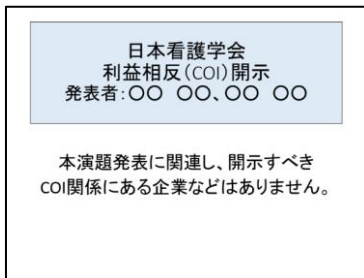 日本看護学会
利益相反(COI)開示
発表者:〇〇 〇〇、〇〇 〇〇
本演題発表に関連し、開示すべき
COI関係にある企業などはありません。